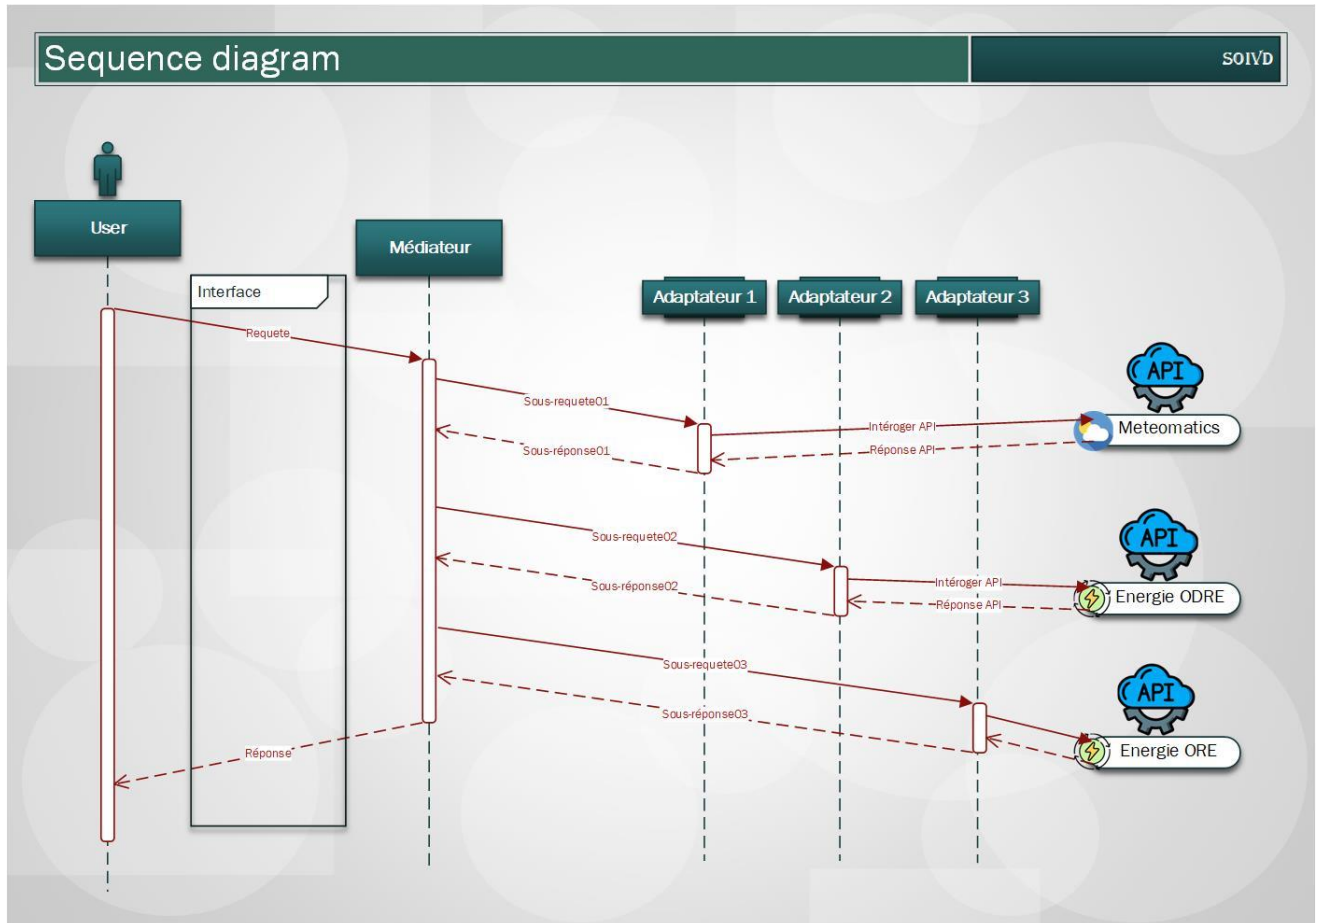 Sequence diagram
SOIVD
User
Médiateur
Interface
Adaptateur 1
Adaptateur 2
Adaptateur 3
Requete
API
Sous-requete01
Intéroger API
Meteomatics
Sous-réponse01
Réponse API
API
Sous-requete02
Intéroger API
Energie ODRE
Sous-réponse02
Réponse API
Sous-requete03
API
Sous-réponse03
Energie ORE
Réponse